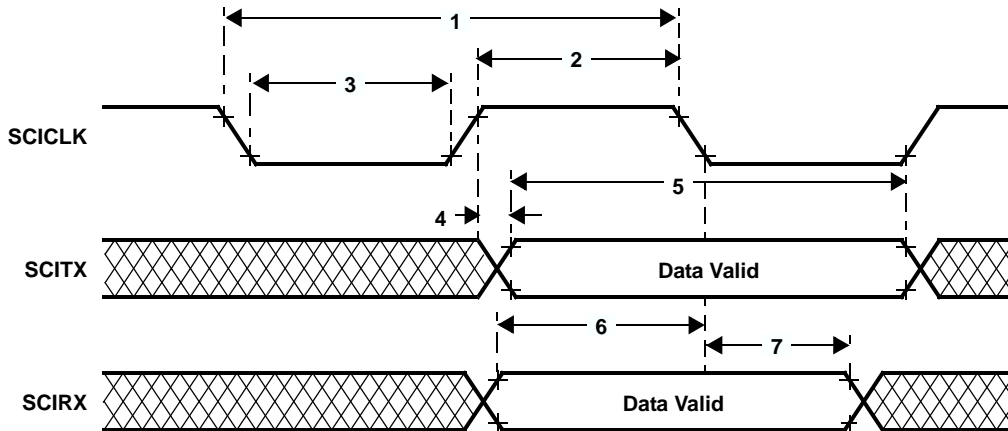 1
2
3
SCICLK
5
4
SCITX
Data Valid
6
7
SCIRX
Data Valid